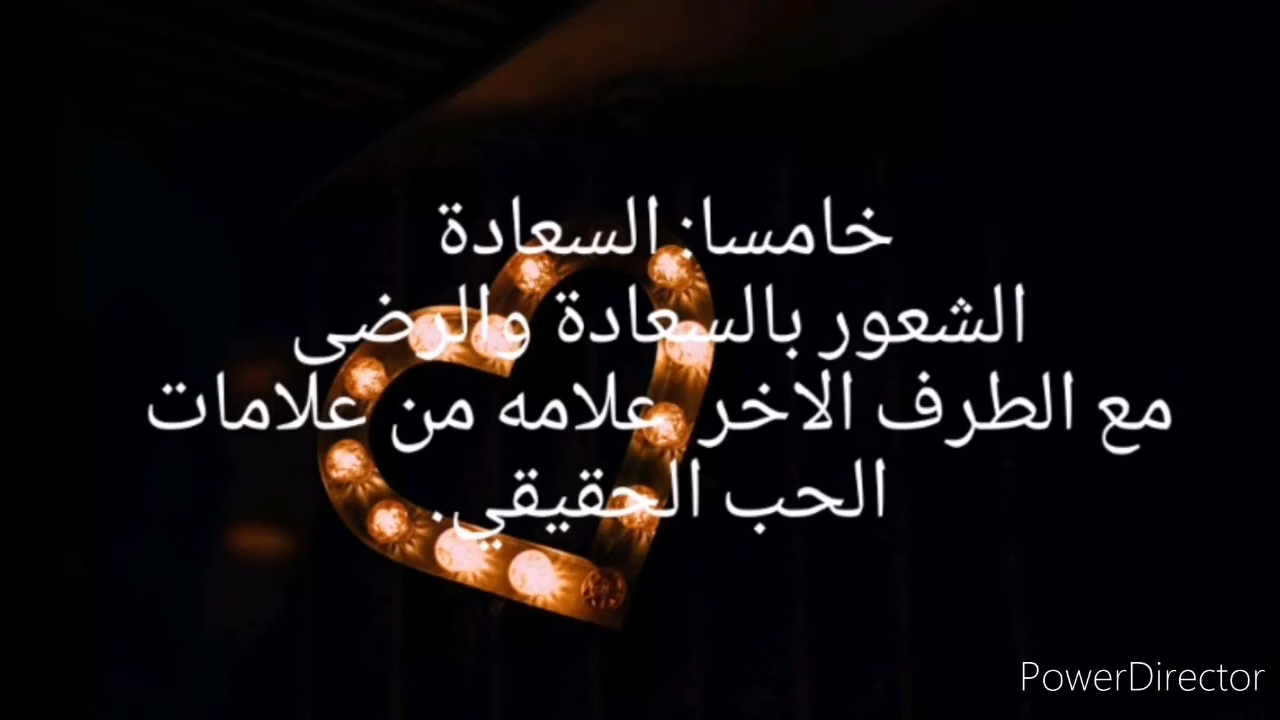 خامسا: السعادة
الشعور بالسعادة والرضى
مع الطرف الاخر علامه من علامات
الحب الحقيقي.
PowerDirector